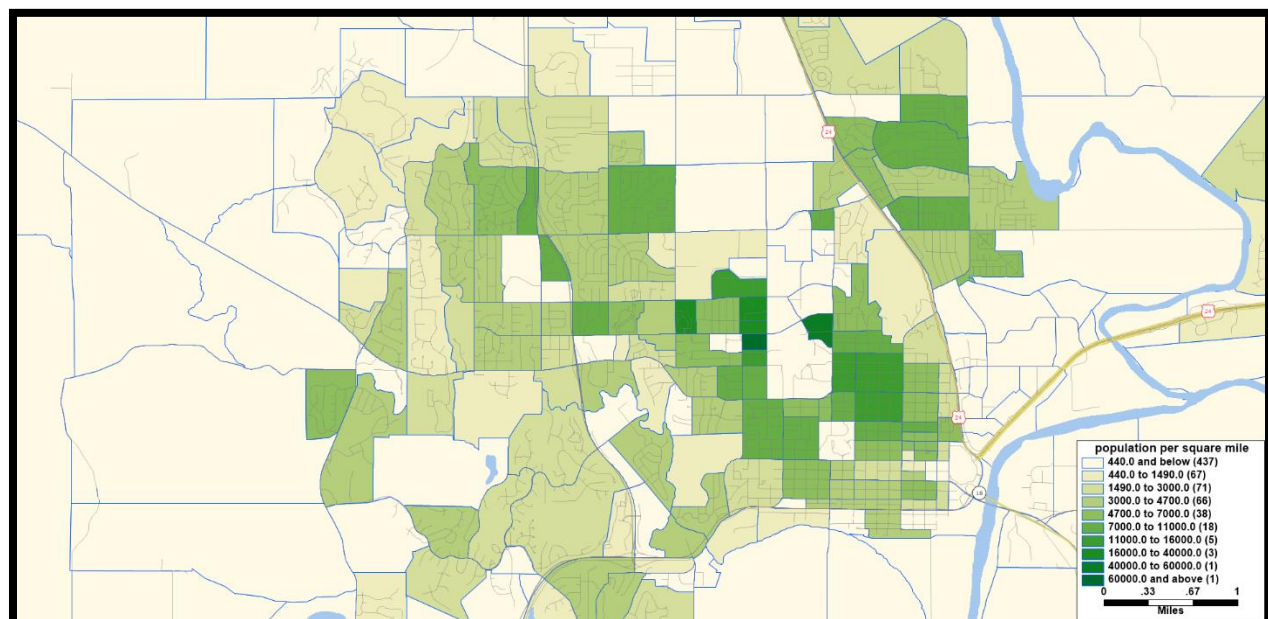 24
24
24
18
population per square mile
440.0 and below (437)
440.0 to 1490.0 (67)
1490.0 to 3000.0 (71)
3000.0 to 4700.0 (66)
4700.0 to 7000.0 (38)
7000.0 to 11000.0 (18)
11000.0 to 16000.0 (5)
16000.0 to 40000.0 (3)
40000.0 to 60000.0 (1)
60000.0 and above (1)
0 .33 .67 1
Miles